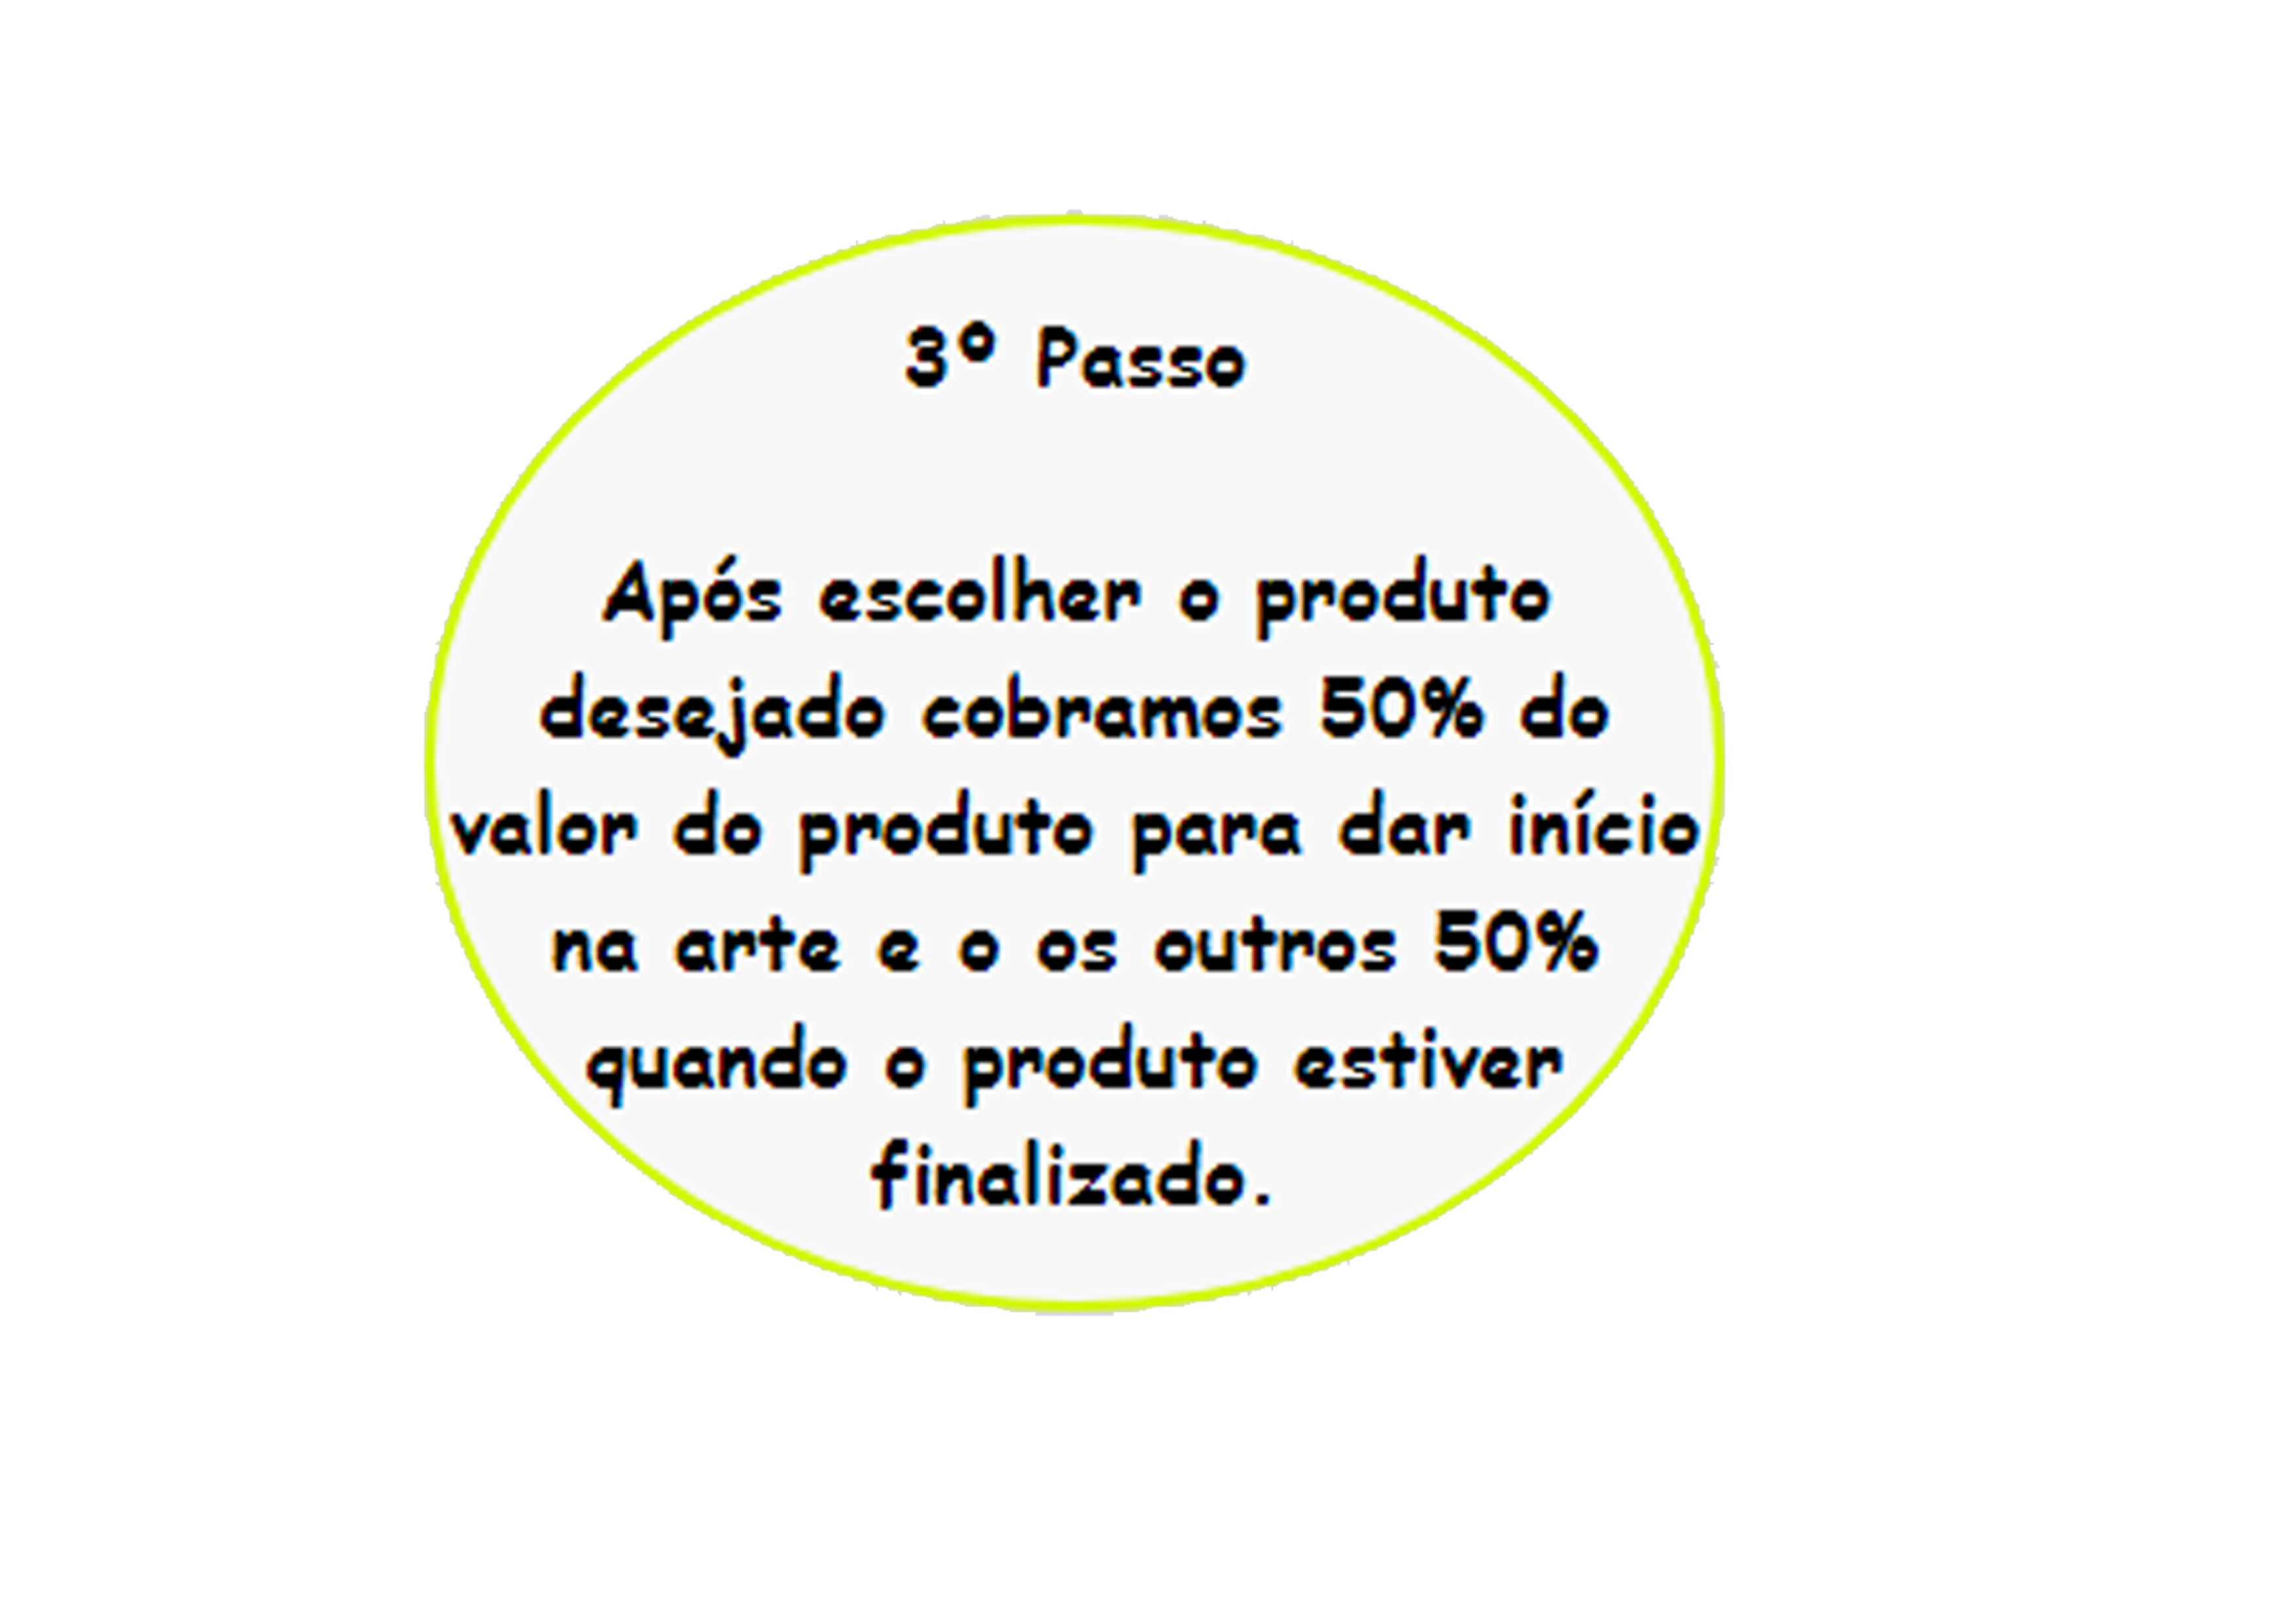 3º Passo
Após escolher o produto
desejado cobramos 50% do
valor do produto para dar início
na arte e o os outros 50%
quando o produto estiver
finalizado.